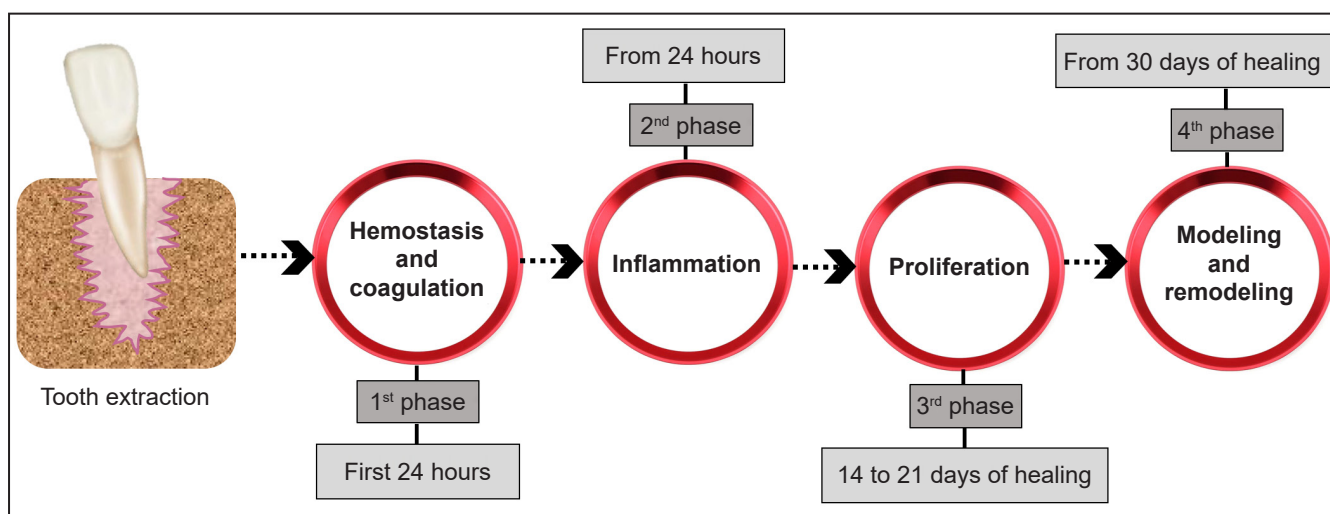 Tooth extraction
Hemostasis
and
coagulation
1st phase
First 24 hours
From 24 hours
2nd phase
Inflammation
Proliferation
3rd phase
14 to 21 days of healing
From 30 days of healing
4th phase
Modeling
and
remodeling